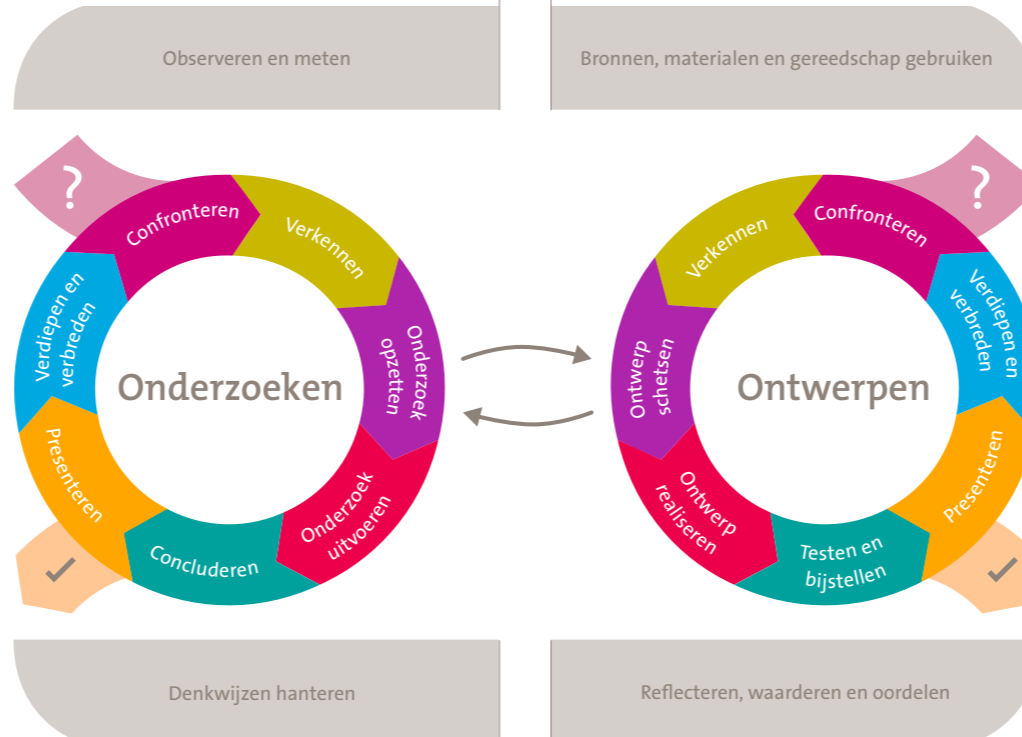 Observeren en meten
Bronnen, materialen en gereedschap gebruiken
?
Confronteren
Verkennen
Onderzoek
opzetten
Onderzoek
uitvoeren
Concluderen
Presenteren
Verdiepen en
verbreden
Onderzoeken
?
Confronteren
Verkennen
Ontwerp
schetsen
Ontwerp
realiseren
Testen en
bijstellen
Presenteren
Verdiepen en
verbreden
Ontwerpen
Denkwijzen hanteren
Reflecteren, waarderen en oordelen